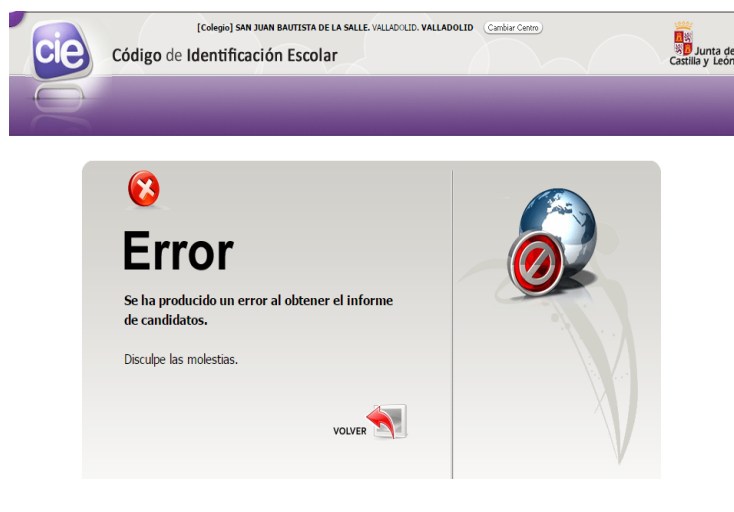 [Colegio] SAN JUAN BAUTISTA DE LA SALLE. VALLADOLID. VALLADOLID Cambiar Centro
cie
Código de Identificación Escolar
Junta de
Castilla y León
Error
Se ha producido un error al obtener el informe
de candidatos.
Disculpe las molestias.
VOLVER